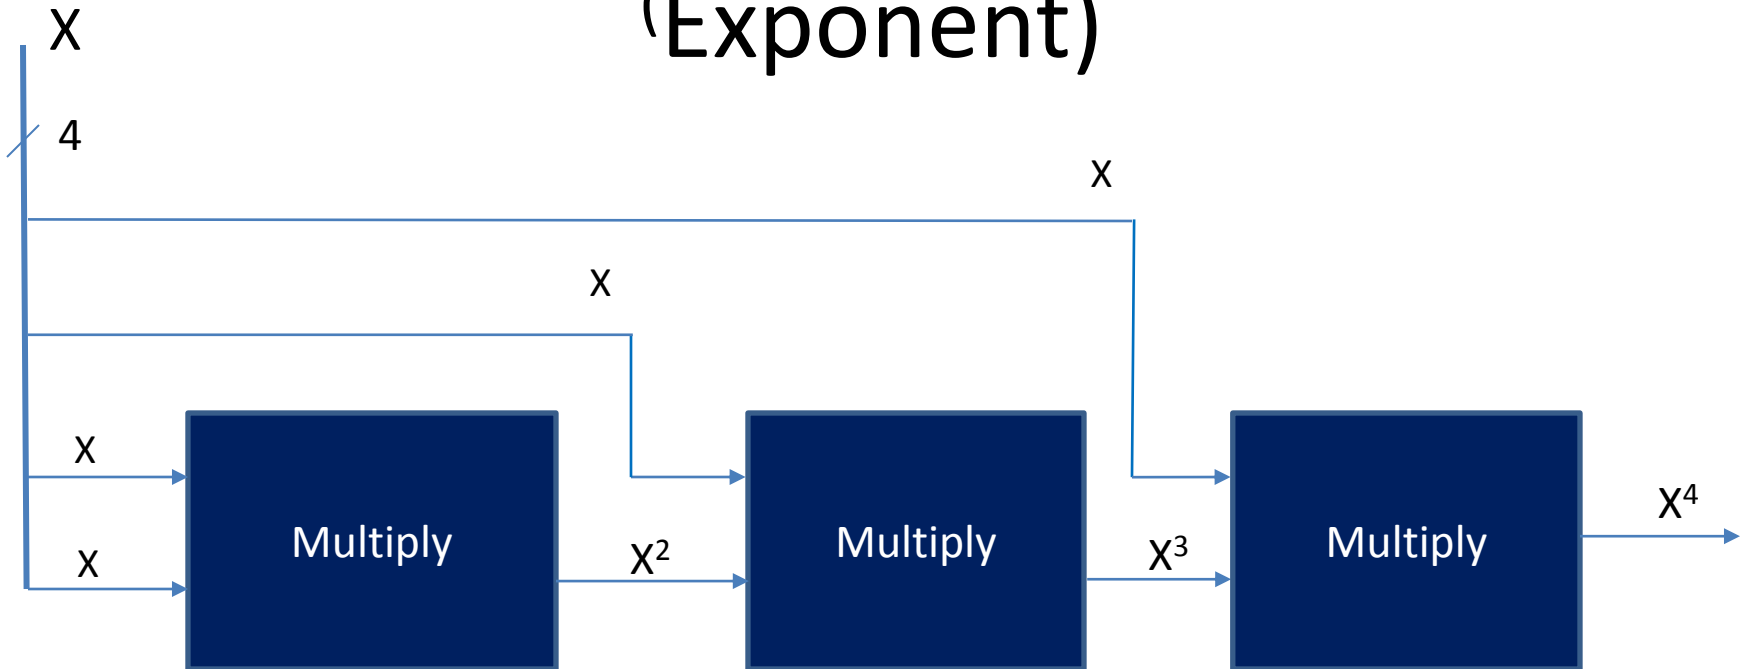 (Exponent)
X
4
X
X
X
X
Multiply
X²
Multiply
X³
Multiply
X⁴